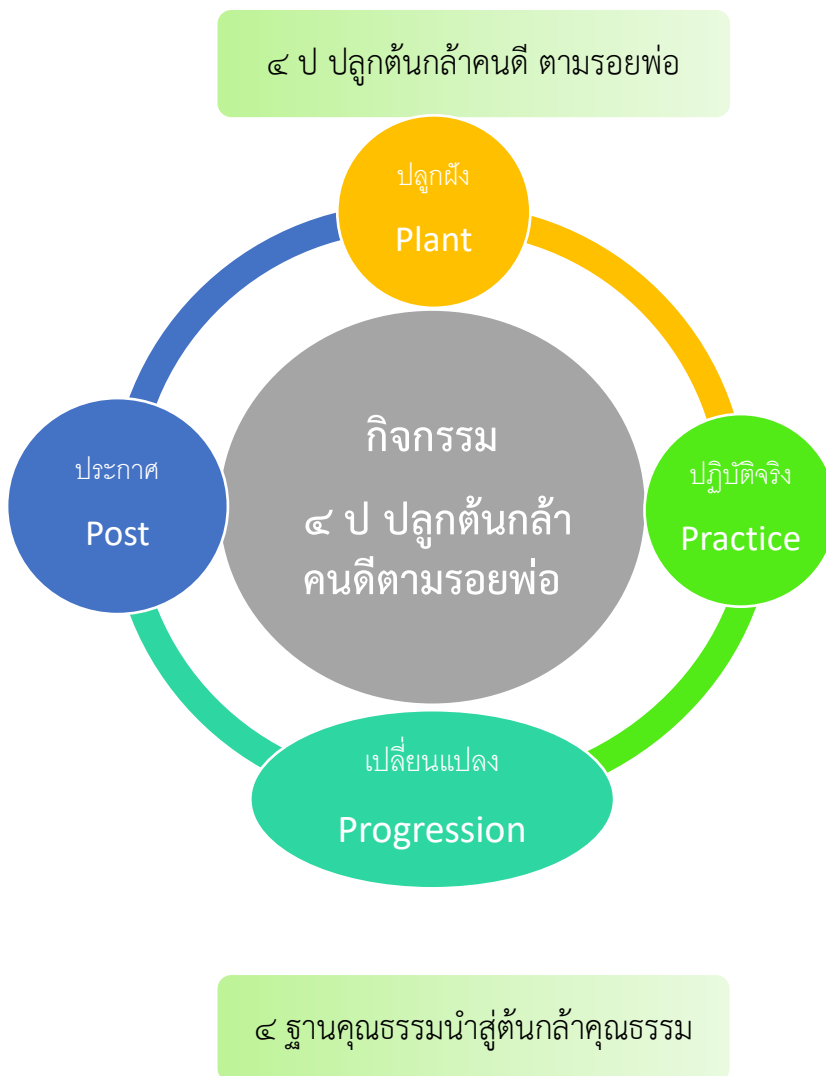 ๔ ป ปลูกต้นกล้าคนดี ตามรอยพ่อ
ปลูกฝัง
Plant
กิจกรรม
๔ ป ปลูกต้นกล้า
คนดีตามรอยพ่อ
ประกาศ
Post
ปฏิบัติจริง
Practice
เปลี่ยนแปลง
Progression
๔ ฐานคุณธรรมนำสู่ต้นกล้าคุณธรรม